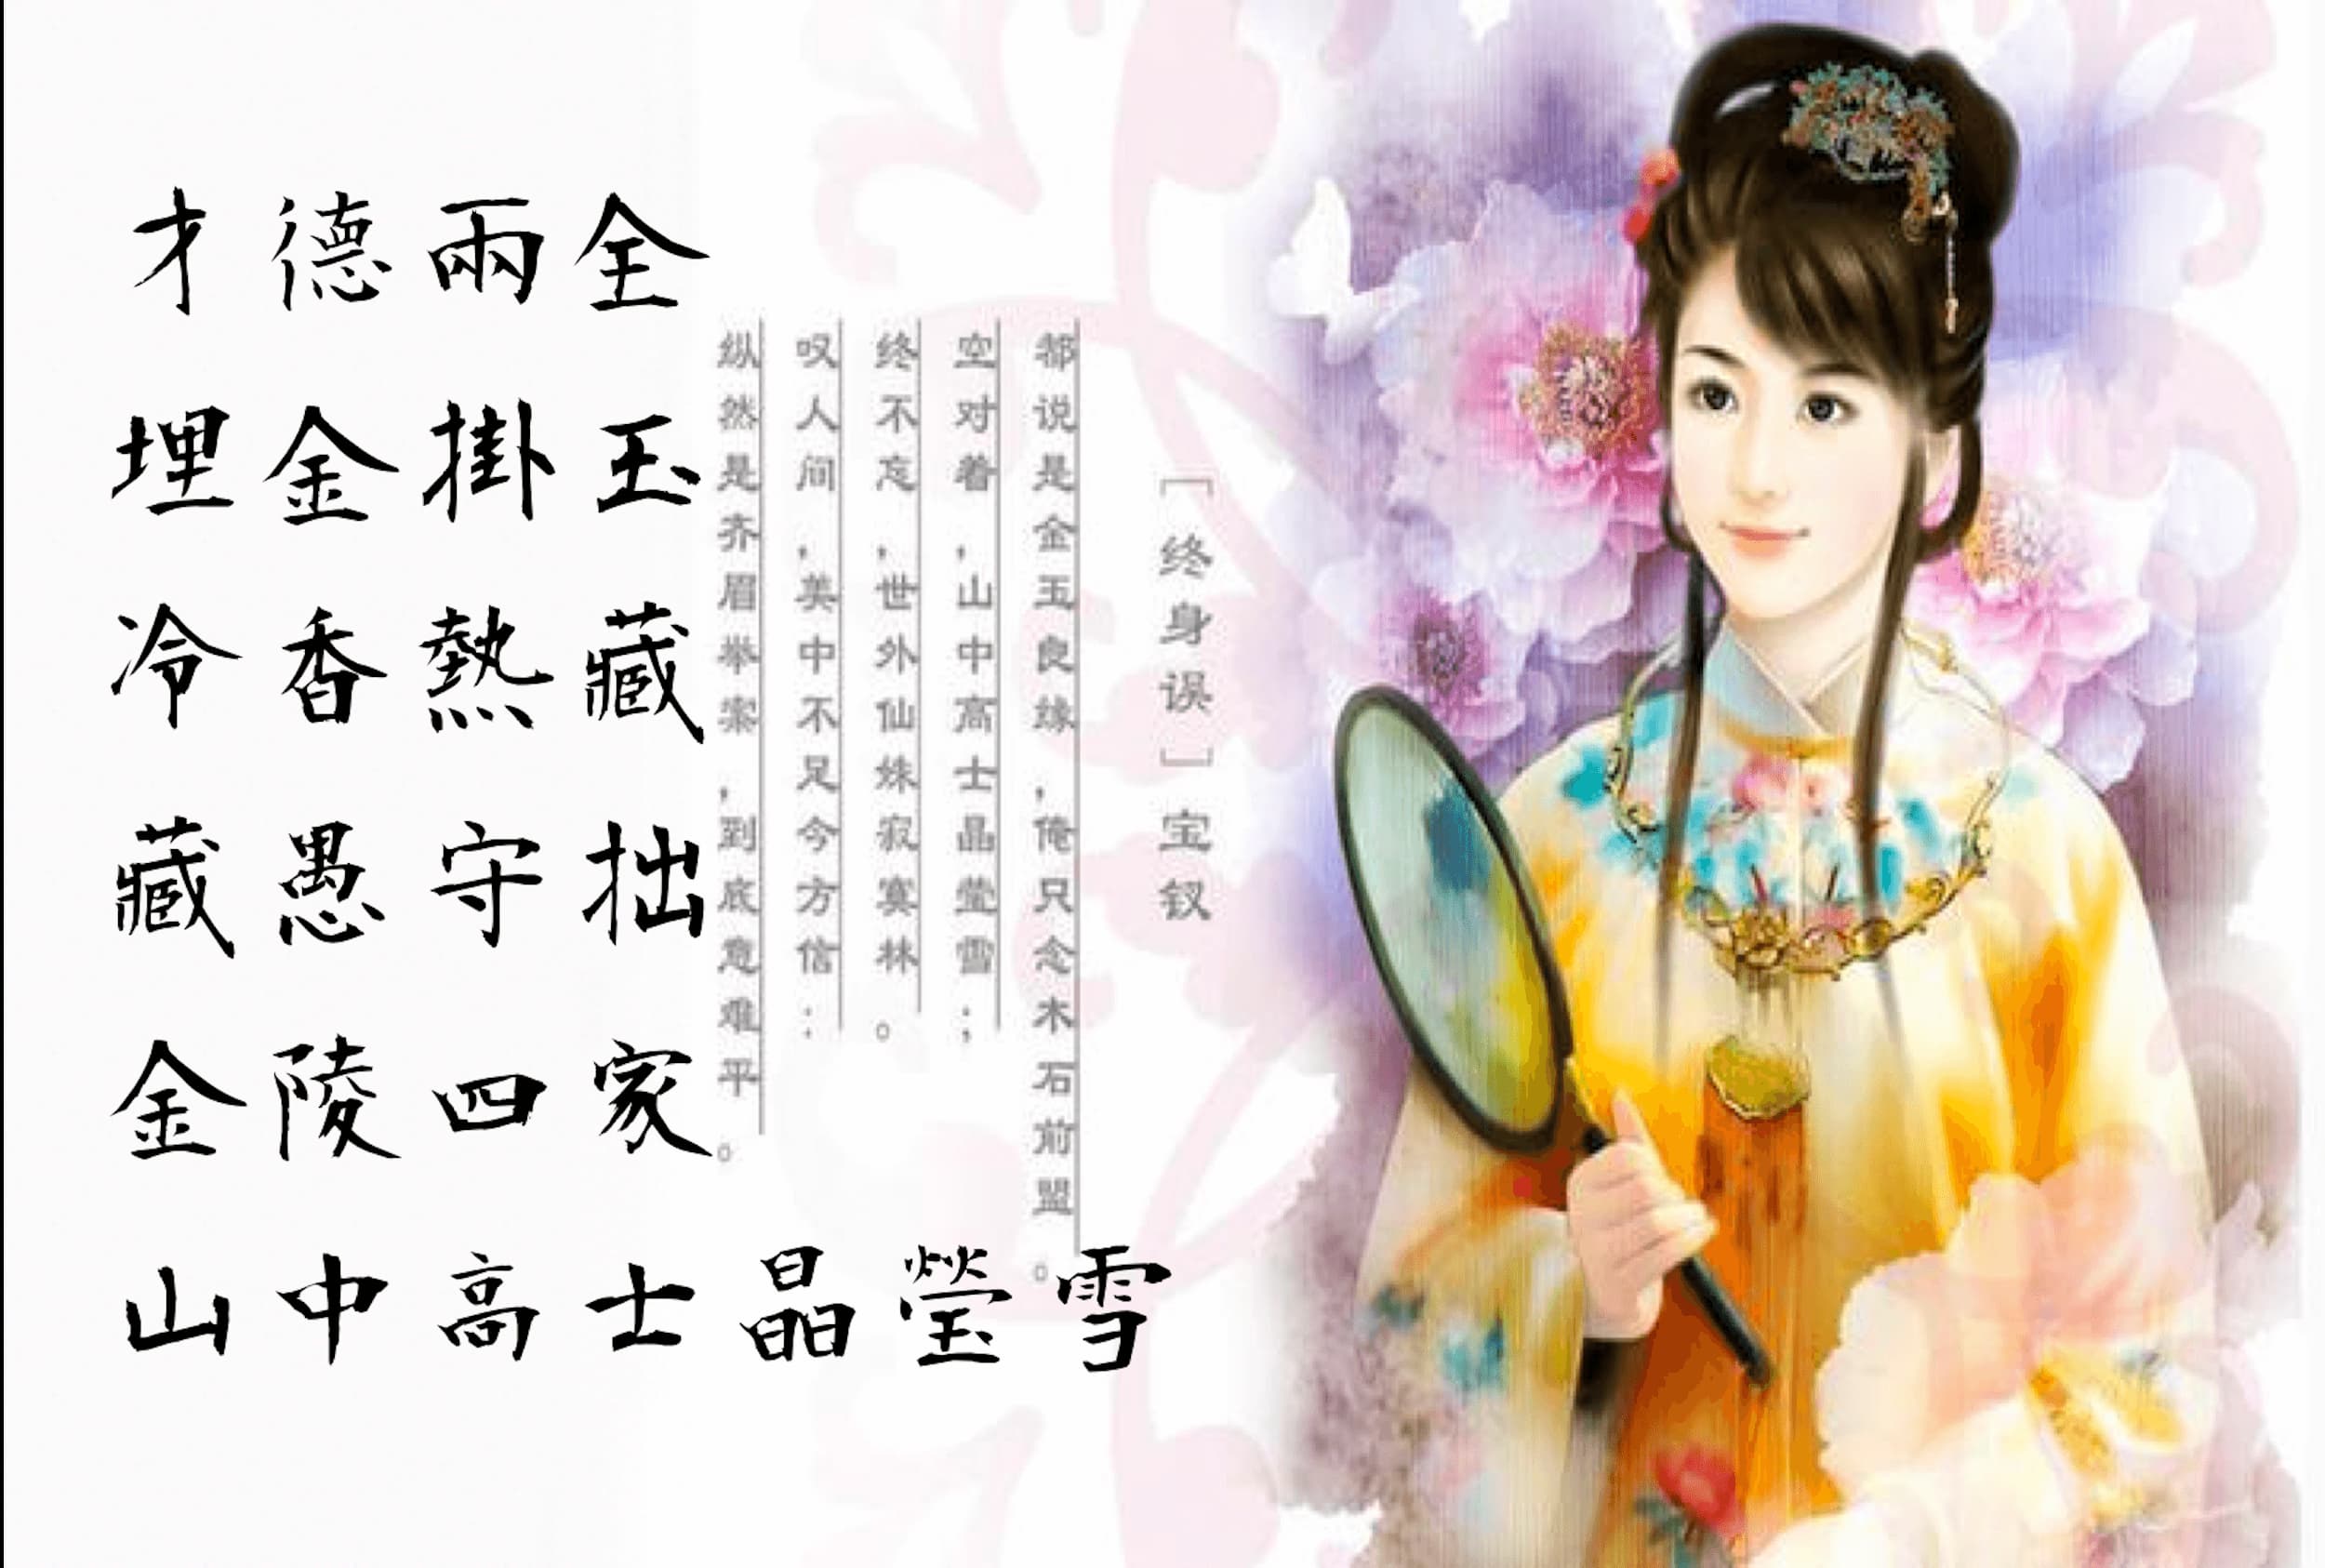 才德兩全
埋金掛玉
冷香熱藏
藏愚守拙
金陵四家
山中高士晶瑩雪
［终身误］宝钗
都说是金玉良缘，俺只念木石前盟。
空对着，山中高士晶莹雪；
终不忘，世外仙姝寂寞林。
叹人间，美中不足今方信：
纵然是齐眉举案，到底意难平。